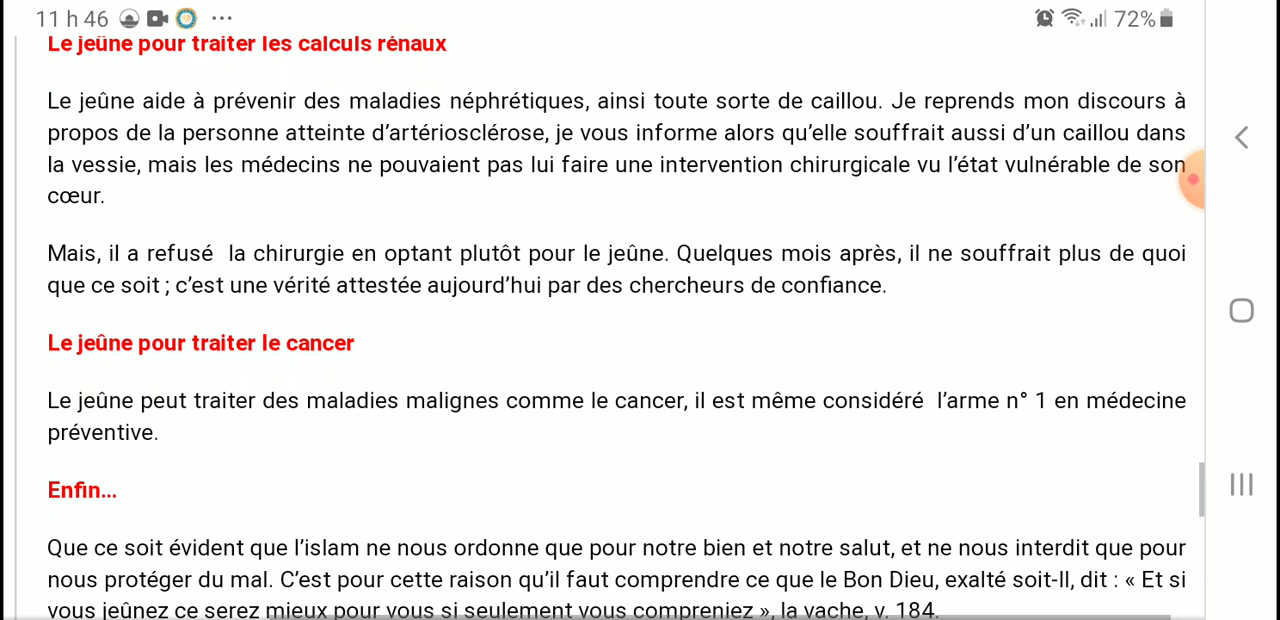 11 h 46
72%
Le jeûne pour traiter les calculs rénaux
Le jeûne aide à prévenir des maladies néphrétiques, ainsi toute sorte de caillou. Je reprends mon discours à
propos de la personne atteinte d’artériosclérose, je vous informe alors qu’elle souffrait aussi d’un caillou dans
la vessie, mais les médecins ne pouvaient pas lui faire une intervention chirurgicale vu l’état vulnérable de son
cœur.
Mais, il a refusé  la chirurgie en optant plutôt pour le jeûne. Quelques mois après, il ne souffrait plus de quoi
que ce soit ; c’est une vérité attestée aujourd’hui par des chercheurs de confiance.
Le jeûne pour traiter le cancer
Le jeûne peut traiter des maladies malignes comme le cancer, il est même considéré  l’arme n° 1 en médecine
préventive.
Enfin...
Que ce soit évident que l’islam ne nous ordonne que pour notre bien et notre salut, et ne nous interdit que pour
nous protéger du mal. C’est pour cette raison qu’il faut comprendre ce que le Bon Dieu, exalté soit-Il, dit : « Et si
vous jeûnez ce serez mieux pour vous si seulement vous compreniez », la vache, v. 184.